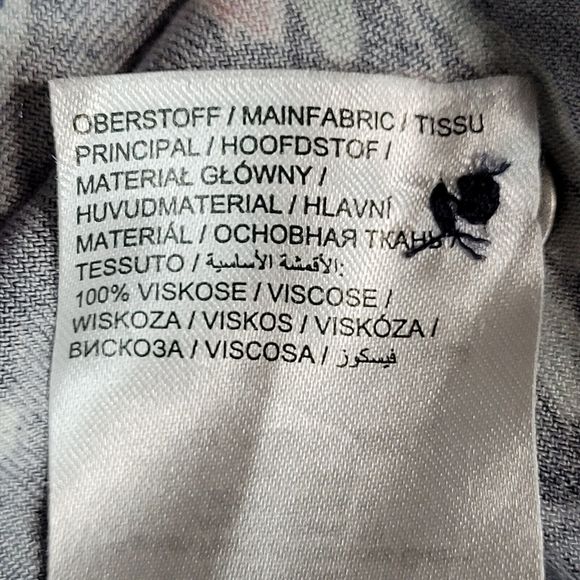 OBERSTOFF / MAINFABRIC / TISSU
PRINCIPAL / HOOFDSTOF /
MATERIAŁ GŁÓWNY /
HUVUDMATERIAL / HLAVNÍ
MATERIÁL / ОСНОВНАЯ ТКАНЬ /
TESSUTO / الأقمشة الأساسية:
100% VISKOSE / VISCOSE /
WISKOZA / VISKOS / VISKÓZA /
ВИСКОЗА / VISCOSA / فيسكوز